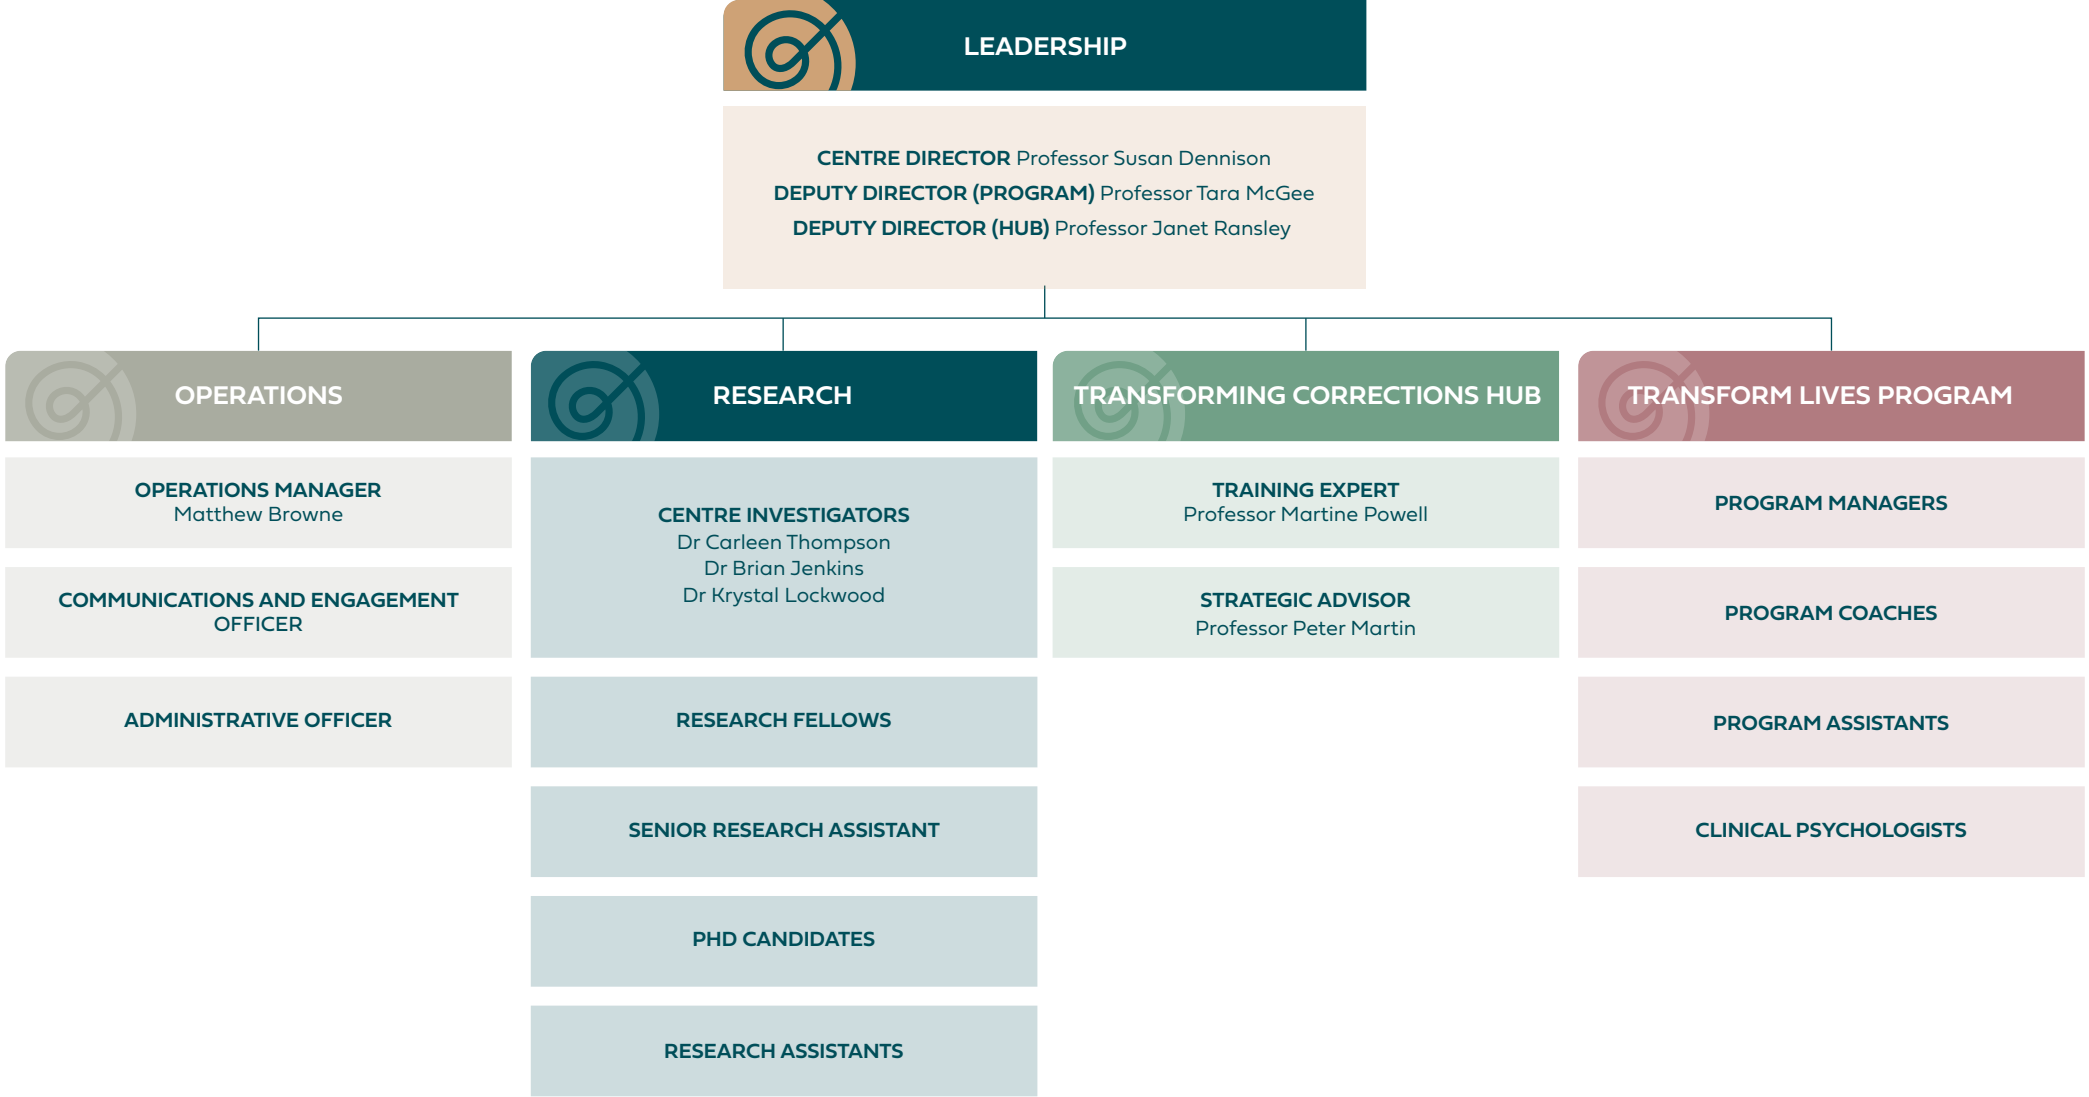 LEADERSHIP
CENTRE DIRECTOR Professor Susan Dennison
DEPUTY DIRECTOR (PROGRAM) Professor Tara McGee
DEPUTY DIRECTOR (HUB) Professor Janet Ransley
OPERATIONS
OPERATIONS MANAGER
Matthew Browne
COMMUNICATIONS AND ENGAGEMENT
OFFICER
ADMINISTRATIVE OFFICER
RESEARCH
CENTRE INVESTIGATORS
Dr Carleen Thompson
Dr Brian Jenkins
Dr Krystal Lockwood
RESEARCH FELLOWS
SENIOR RESEARCH ASSISTANT
PHD CANDIDATES
RESEARCH ASSISTANTS
TRANSFORMING CORRECTIONS HUB
TRAINING EXPERT
Professor Martine Powell
STRATEGIC ADVISOR
Professor Peter Martin
TRANSFORM LIVES PROGRAM
PROGRAM MANAGERS
PROGRAM COACHES
PROGRAM ASSISTANTS
CLINICAL PSYCHOLOGISTS